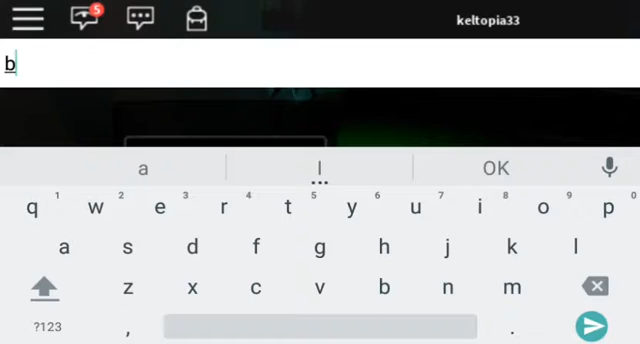 5
keltopia33
b
a I OK
1 2 3 4 5 6 7 8 9 0
q w e r t y u i o p
a s d f g h j k l
z x c v b n m
?123 , .